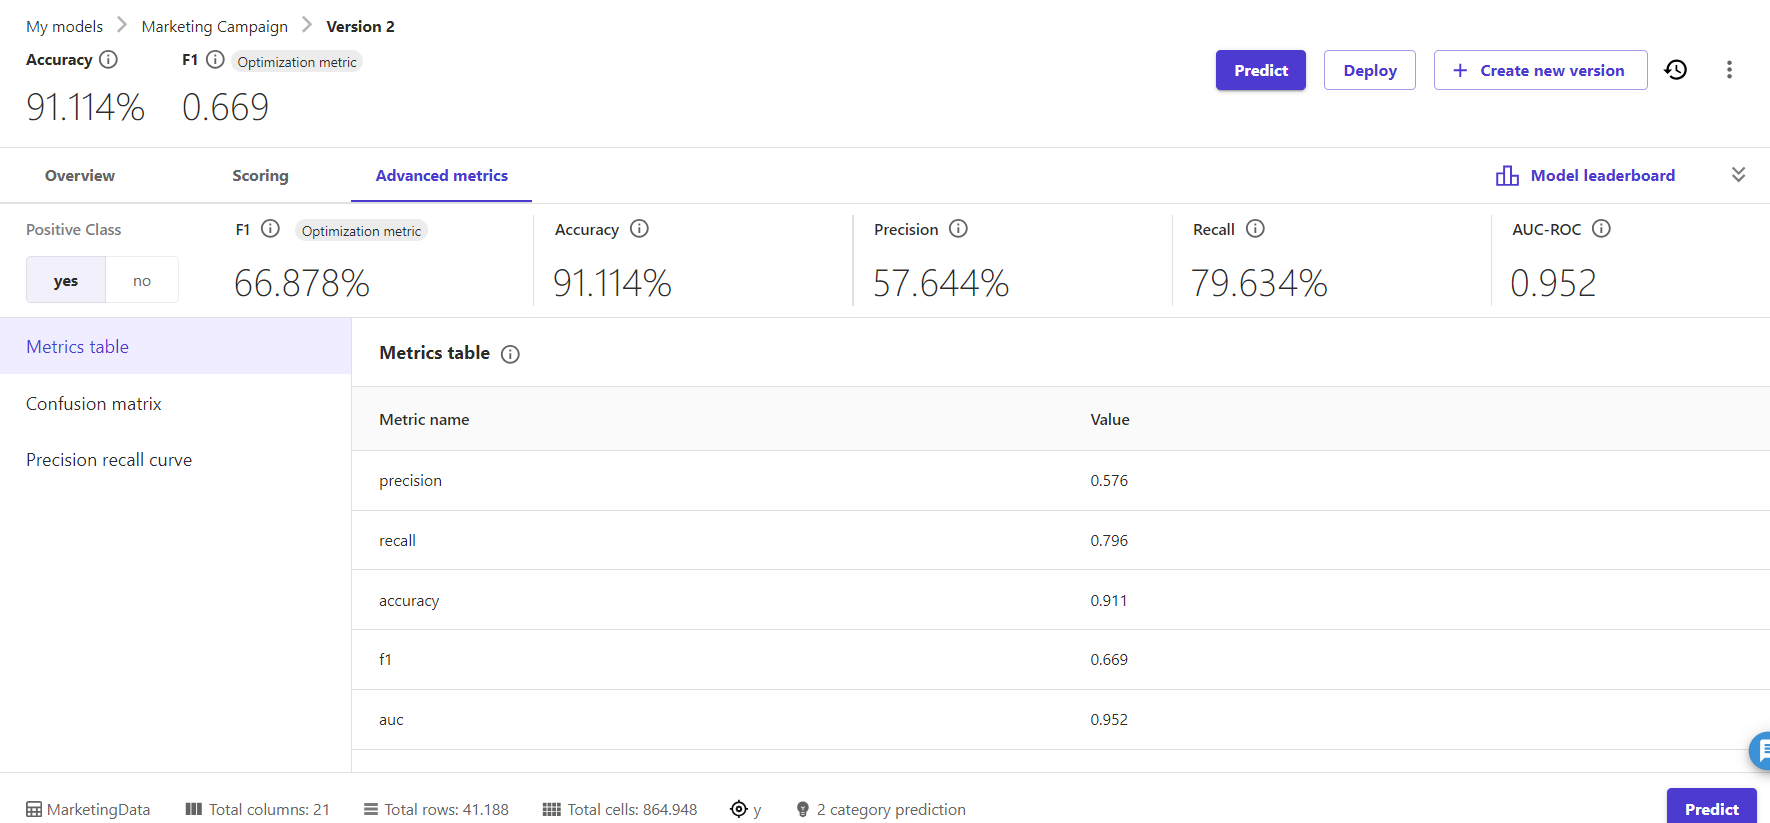 My models Marketing Campaign Version 2
Accuracy F1 Optimization metric
91.114% 0.669
Predict Deploy + Create new version
Overview Scoring Advanced metrics Model leaderboard
Positive Class F1 Optimization metric Accuracy Precision Recall AUC-ROC
yes no 66.878% 91.114% 57.644% 79.634% 0.952
Metrics table
Confusion matrix
Precision recall curve
Metrics table
Metric name Value
precision 0.576
recall 0.796
accuracy 0.911
f1 0.669
auc 0.952
MarketingData Total columns: 21 Total rows: 41.188 Total cells: 864.948 y 2 category prediction Predict